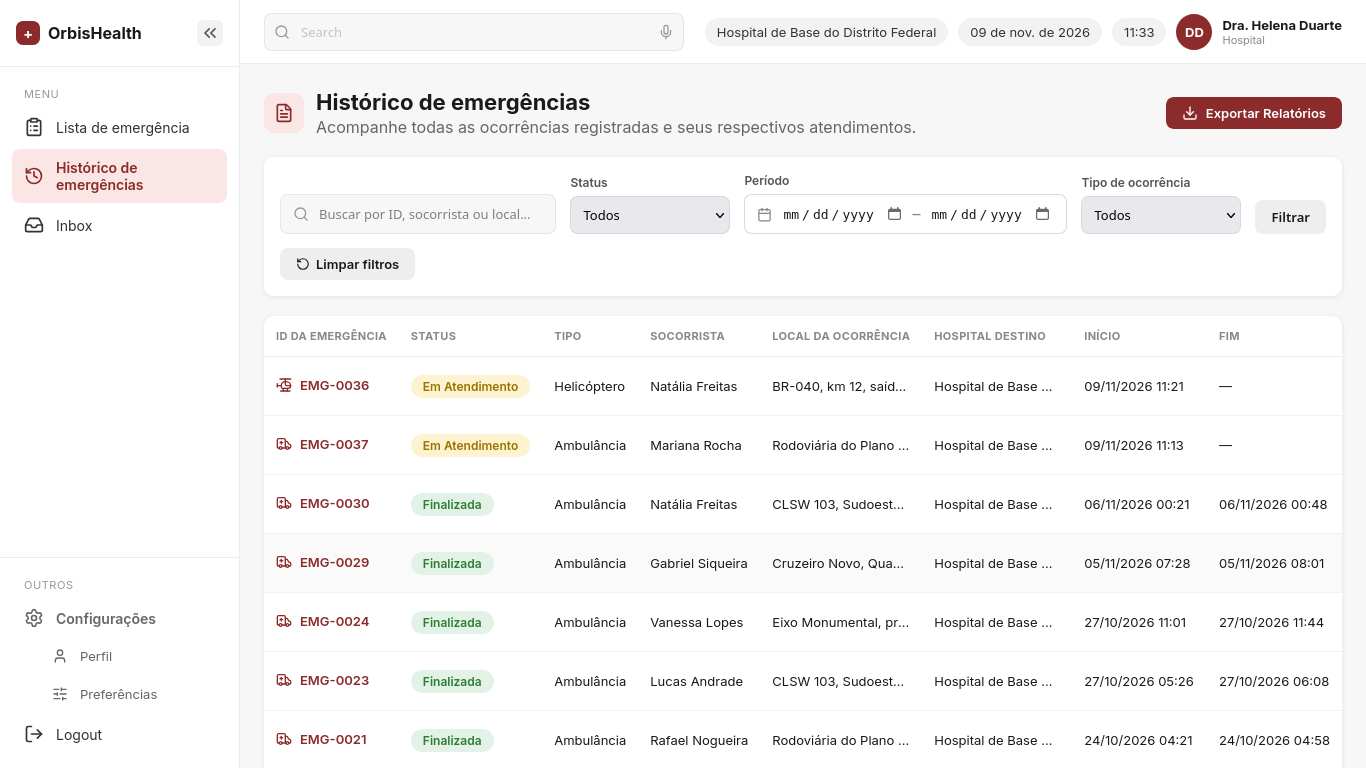 + OrbisHealth
Search
Hospital de Base do Distrito Federal
09 de nov. de 2026
11:33
DD
Dra. Helena Duarte
Hospital
MENU
Lista de emergência
Histórico de
emergências
Inbox
OUTROS
Configurações
Perfil
Preferências
Logout
Histórico de emergências
Acompanhe todas as ocorrências registradas e seus respectivos atendimentos.
Exportar Relatórios
Buscar por ID, socorrista ou local...
Status
Todos
Período
mm/dd/yyyy – mm/dd/yyyy
Tipo de ocorrência
Todos
Filtrar
Limpar filtros
ID DA EMERGÊNCIA STATUS TIPO SOCORRISTA LOCAL DA OCORRÊNCIA HOSPITAL DESTINO INÍCIO FIM
EMG-0036 Em Atendimento Helicóptero Natália Freitas BR-040, km 12, saíd... Hospital de Base ... 09/11/2026 11:21 —
EMG-0037 Em Atendimento Ambulância Mariana Rocha Rodoviária do Plano ... Hospital de Base ... 09/11/2026 11:13 —
EMG-0030 Finalizada Ambulância Natália Freitas CLSW 103, Sudoest... Hospital de Base ... 06/11/2026 00:21 06/11/2026 00:48
EMG-0029 Finalizada Ambulância Gabriel Siqueira Cruzeiro Novo, Qua... Hospital de Base ... 05/11/2026 07:28 05/11/2026 08:01
EMG-0024 Finalizada Ambulância Vanessa Lopes Eixo Monumental, pr... Hospital de Base ... 27/10/2026 11:01 27/10/2026 11:44
EMG-0023 Finalizada Ambulância Lucas Andrade CLSW 103, Sudoest... Hospital de Base ... 27/10/2026 05:26 27/10/2026 06:08
EMG-0021 Finalizada Ambulância Rafael Nogueira Rodoviária do Plano ... Hospital de Base ... 24/10/2026 04:21 24/10/2026 04:58